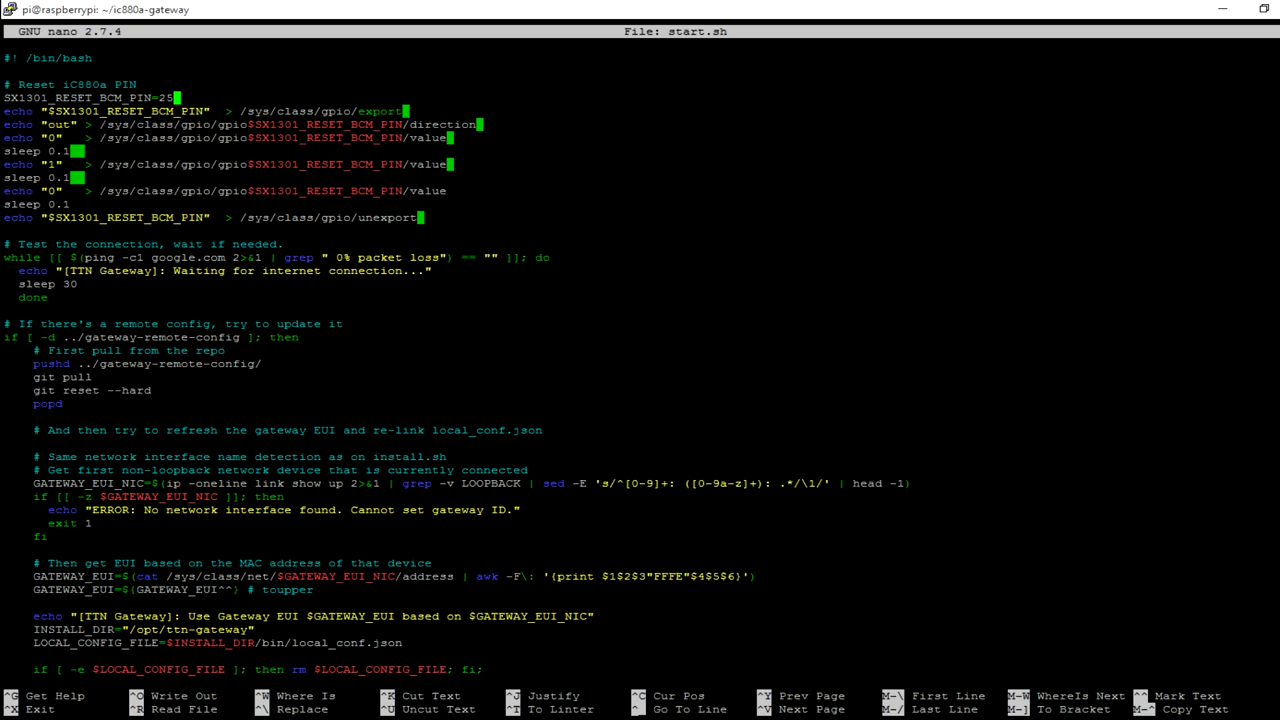 pi@raspberrypi: ~/ic880a-gateway
GNU nano 2.7.4 File: start.sh
#! /bin/bash
# Reset iC880a PIN
SX1301_RESET_BCM_PIN=25
echo "$SX1301_RESET_BCM_PIN"  > /sys/class/gpio/export
echo "out" > /sys/class/gpio/gpio$SX1301_RESET_BCM_PIN/direction
echo "0"   > /sys/class/gpio/gpio$SX1301_RESET_BCM_PIN/value
sleep 0.1
echo "1"   > /sys/class/gpio/gpio$SX1301_RESET_BCM_PIN/value
sleep 0.1
echo "0"   > /sys/class/gpio/gpio$SX1301_RESET_BCM_PIN/value
sleep 0.1
echo "$SX1301_RESET_BCM_PIN"  > /sys/class/gpio/unexport
# Test the connection, wait if needed.
while [[ $(ping -c1 google.com 2>&1 | grep " 0% packet loss") == "" ]]; do
  echo "[TTN Gateway]: Waiting for internet connection..."
  sleep 30
  done
# If there's a remote config, try to update it
if [ -d ../gateway-remote-config ]; then
    # First pull from the repo
    pushd ../gateway-remote-config/
    git pull
    git reset --hard
    popd
    # And then try to refresh the gateway EUI and re-link local_conf.json
    # Same network interface name detection as on install.sh
    # Get first non-loopback network device that is currently connected
    GATEWAY_EUI_NIC=$(ip -oneline link show up 2>&1 | grep -v LOOPBACK | sed -E 's/^[0-9]+: ([0-9a-z]+): .*/\1/' | head -1)
    if [[ -z $GATEWAY_EUI_NIC ]]; then
      echo "ERROR: No network interface found. Cannot set gateway ID."
      exit 1
    fi
    # Then get EUI based on the MAC address of that device
    GATEWAY_EUI=$(cat /sys/class/net/$GATEWAY_EUI_NIC/address | awk -F\: '{print $1$2$3"FFFE"$4$5$6}')
    GATEWAY_EUI=${GATEWAY_EUI^^} # toupper
    echo "[TTN Gateway]: Use Gateway EUI $GATEWAY_EUI based on $GATEWAY_EUI_NIC"
    INSTALL_DIR="/opt/ttn-gateway"
    LOCAL_CONFIG_FILE=$INSTALL_DIR/bin/local_conf.json
    if [ -e $LOCAL_CONFIG_FILE ]; then rm $LOCAL_CONFIG_FILE; fi;
^G Get Help ^O Write Out ^W Where Is ^K Cut Text ^J Justify ^C Cur Pos ^Y Prev Page M-\ First Line M-W WhereIs Next ^^ Mark Text
^X Exit ^R Read File ^\ Replace ^U Uncut Text ^T To Linter ^_ Go To Line ^V Next Page M-/ Last Line M-] To Bracket M-^ Copy Text